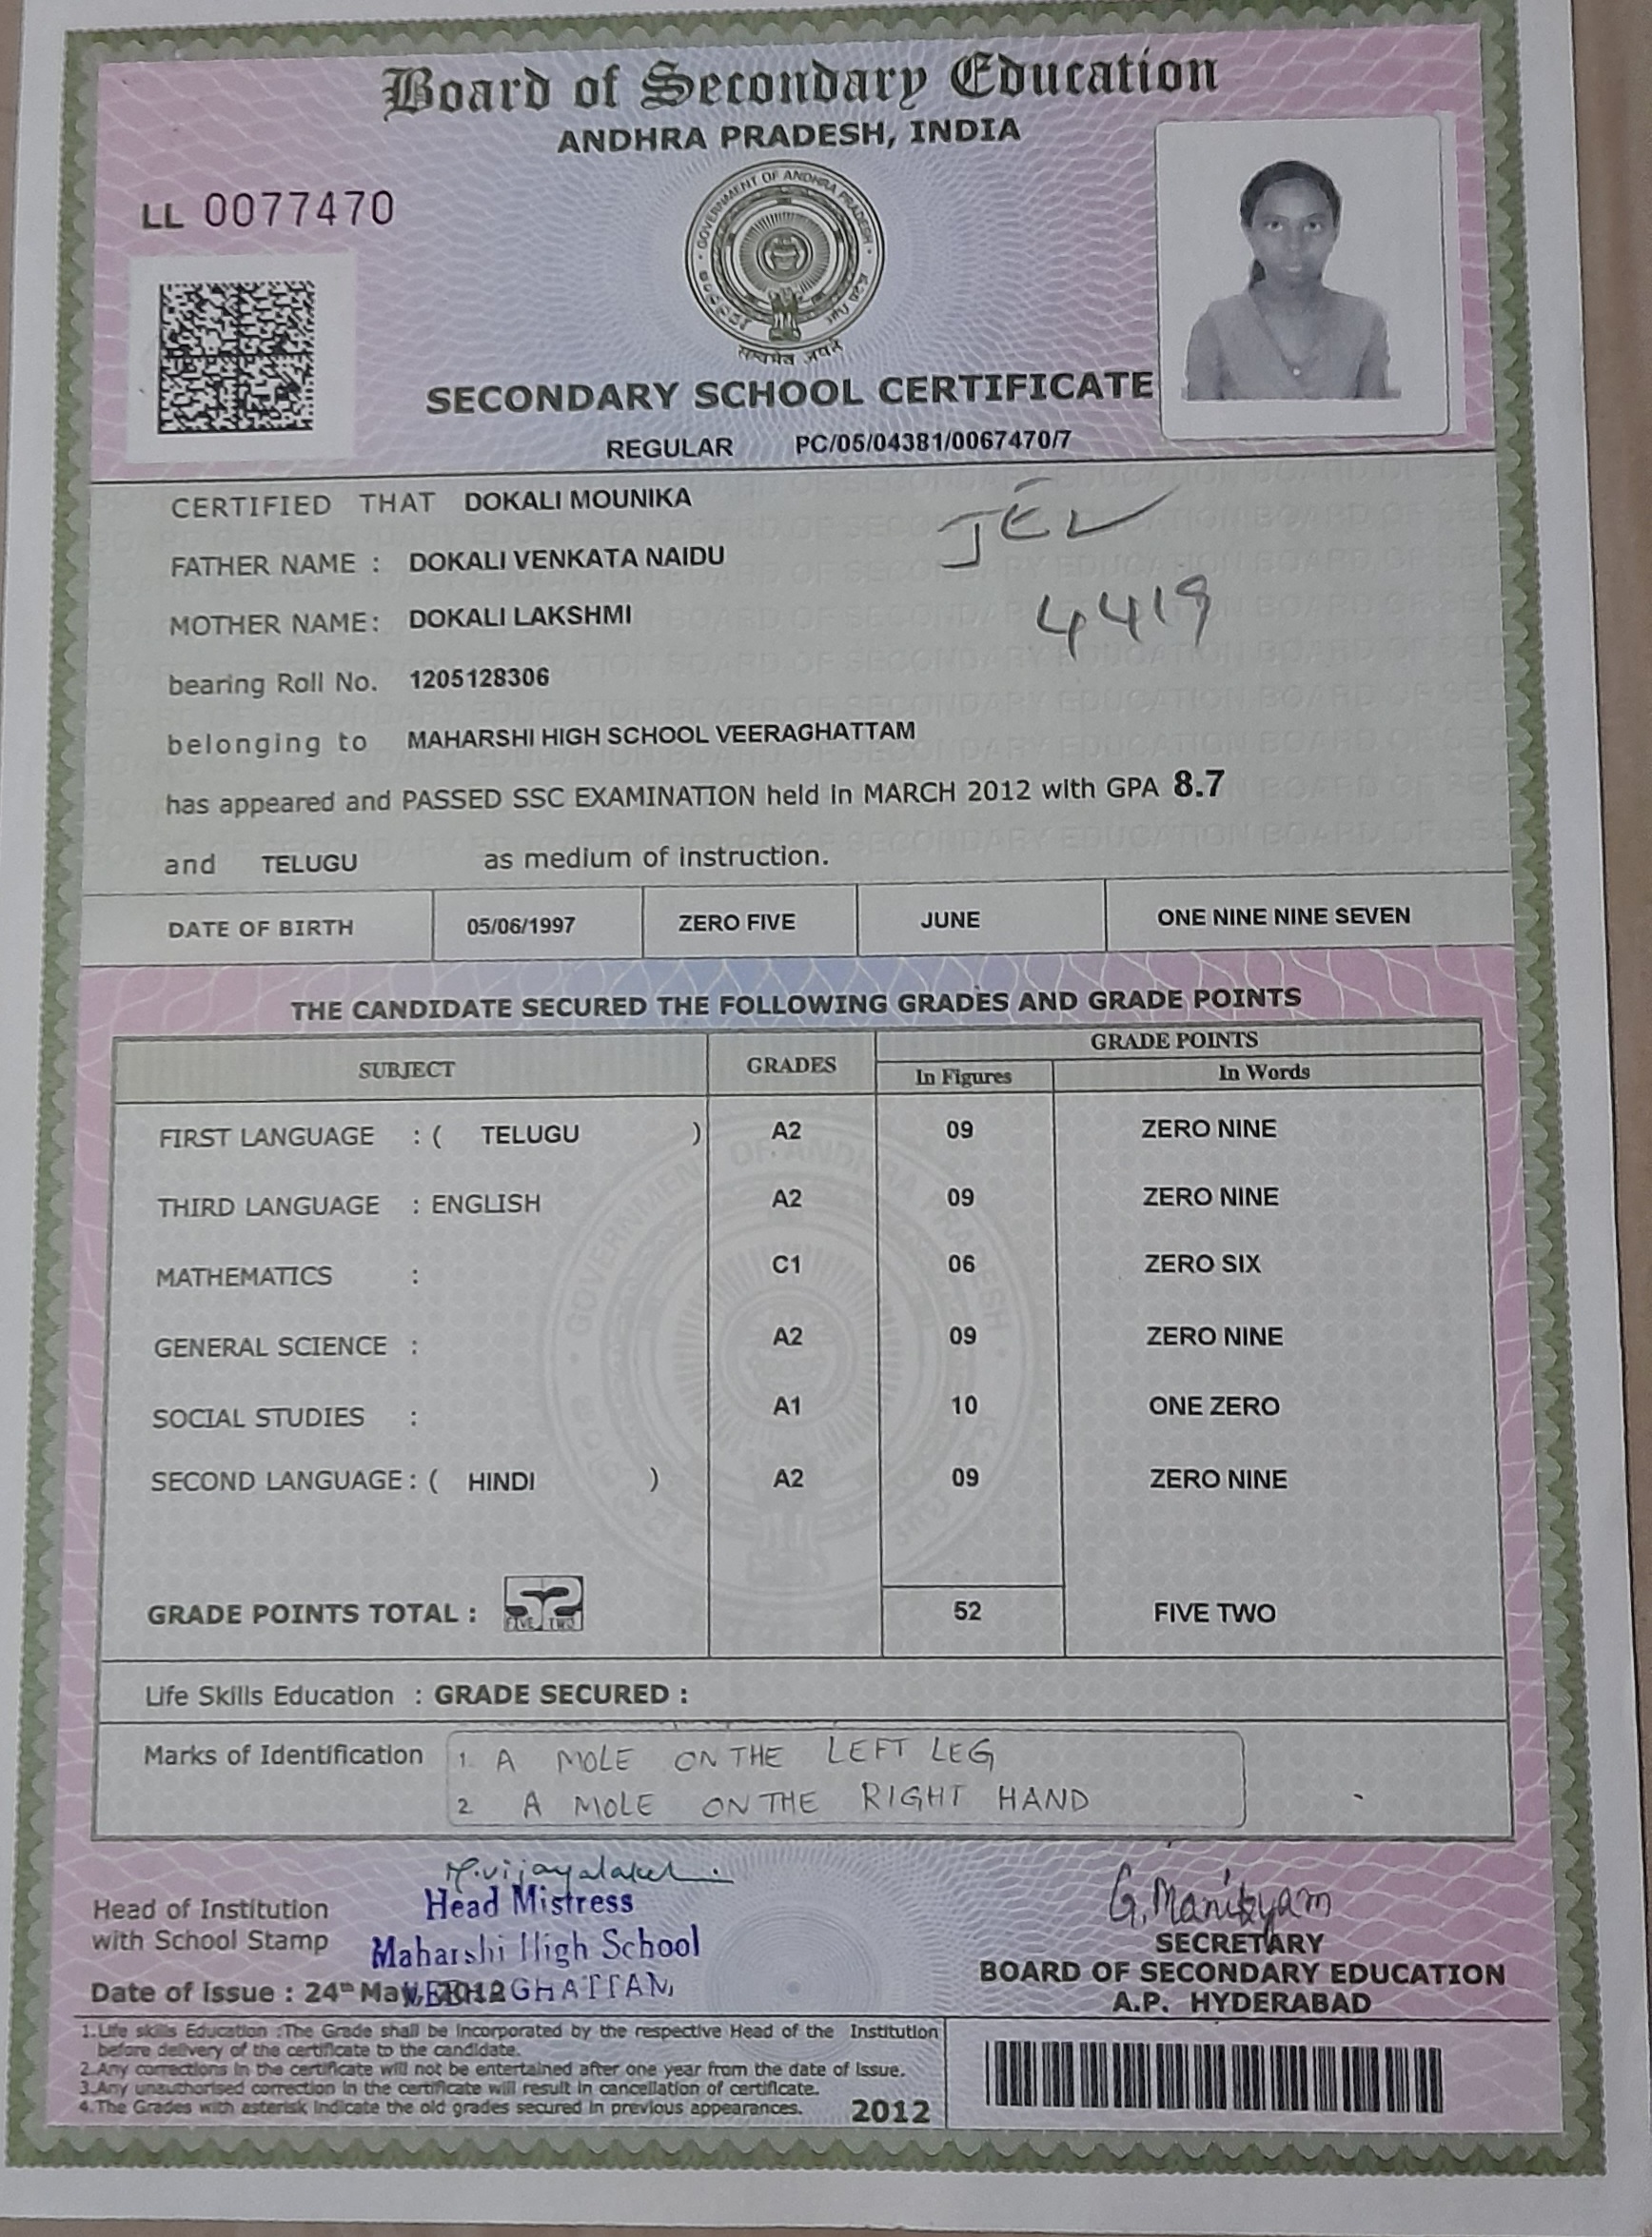 Board of Secondary Education
ANDHRA PRADESH, INDIA
LL 0077470
GOVERNMENT OF ANDHRA PRADESH
सत्यमेव जयते
SECONDARY SCHOOL CERTIFICATE
REGULAR PC/05/04381/0067470/7
CERTIFIED THAT DOKALI MOUNIKA
FATHER NAME : DOKALI VENKATA NAIDU
MOTHER NAME: DOKALI LAKSHMI
4419
bearing Roll No. 1205128306
belonging to MAHARSHI HIGH SCHOOL VEERAGHATTAM
has appeared and PASSED SSC EXAMINATION held in MARCH 2012 with GPA 8.7
and TELUGU as medium of instruction.
DATE OF BIRTH 05/06/1997 ZERO FIVE JUNE ONE NINE NINE SEVEN
THE CANDIDATE SECURED THE FOLLOWING GRADES AND GRADE POINTS
SUBJECT GRADES GRADE POINTS
In Figures In Words
FIRST LANGUAGE : ( TELUGU ) A2 09 ZERO NINE
THIRD LANGUAGE : ENGLISH A2 09 ZERO NINE
MATHEMATICS : C1 06 ZERO SIX
GENERAL SCIENCE : A2 09 ZERO NINE
SOCIAL STUDIES : A1 10 ONE ZERO
SECOND LANGUAGE : ( HINDI ) A2 09 ZERO NINE
GRADE POINTS TOTAL : 52 FIVE TWO 52 FIVE TWO
Life Skills Education : GRADE SECURED :
Marks of Identification 1. A MOLE ON THE LEFT LEG
2 A MOLE ON THE RIGHT HAND
G. Manikyam
Head of Institution Head Mistress
with School Stamp Maharshi High School
Date of Issue : 24th May, 2012
SECRETARY
BOARD OF SECONDARY EDUCATION
A.P. HYDERABAD
1.Life skills Education :The Grade shall be incorporated by the respective Head of the Institution
before delivery of the certificate to the candidate.
2.Any corrections in the certificate will not be entertained after one year from the date of issue.
3.Any unauthorised correction in the certificate will result in cancellation of certificate.
4.The Grades with asterisk indicate the old grades secured in previous appearances. 2012